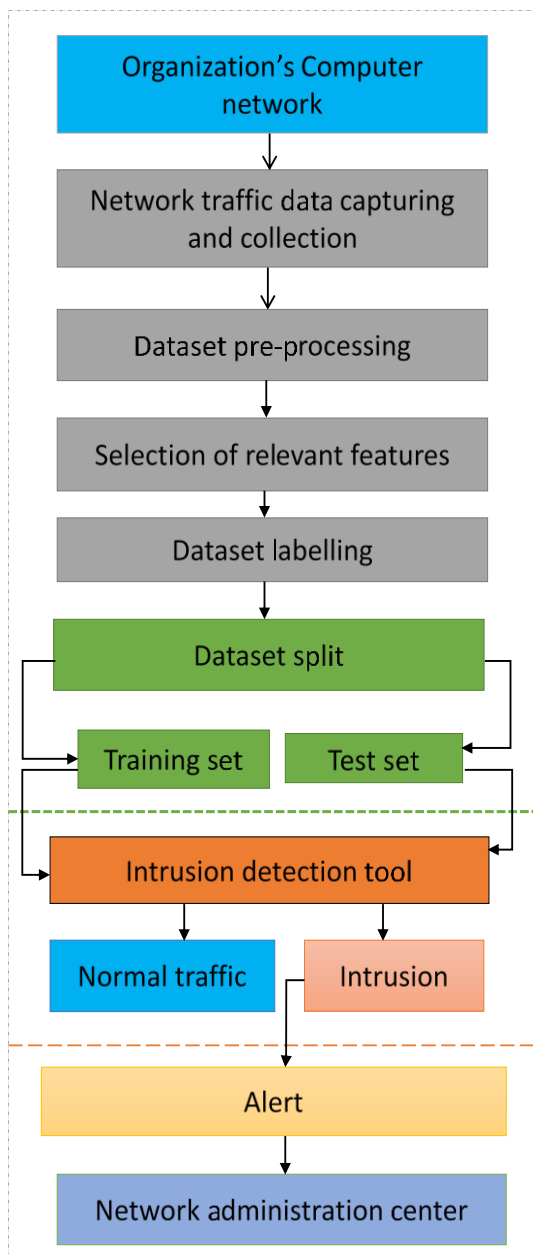 Organization’s Computer
network
Network traffic data capturing
and collection
Dataset pre-processing
Selection of relevant features
Dataset labelling
Dataset split
Training set
Test set
Intrusion detection tool
Normal traffic
Intrusion
Alert
Network administration center